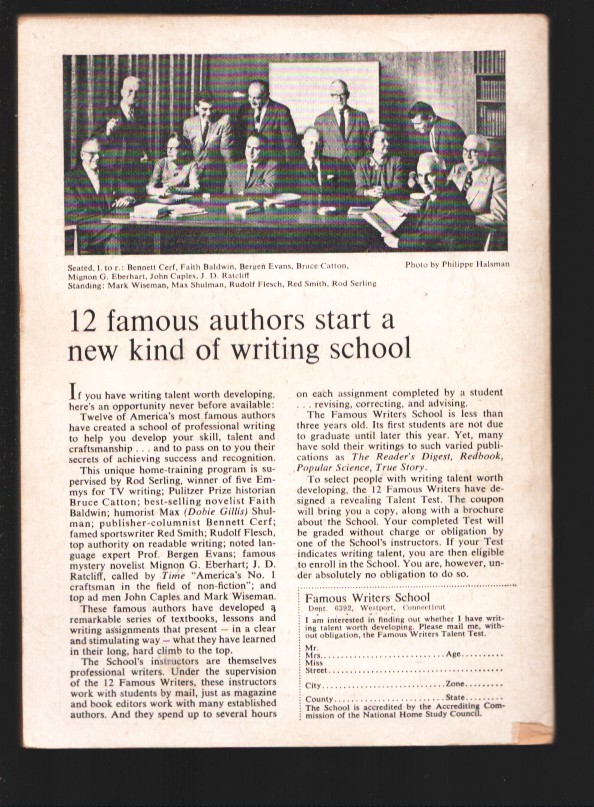 Seated, l. to r.: Bennett Cerf, Faith Baldwin, Bergen Evans, Bruce Catton,
Mignon G. Eberhart, John Caples, J. D. Ratcliff
Standing: Mark Wiseman, Max Shulman, Rudolf Flesch, Red Smith, Rod Serling
Photo by Philippe Halsman
12 famous authors start a
new kind of writing school
If you have writing talent worth developing,
here's an opportunity never before available:
Twelve of America's most famous authors
have created a school of professional writing
to help you develop your skill, talent and
craftsmanship . . . and to pass on to you their
secrets of achieving success and recognition.
This unique home-training program is su-
pervised by Rod Serling, winner of five Em-
mys for TV writing; Pulitzer Prize historian
Bruce Catton; best-selling novelist Faith
Baldwin; humorist Max (Dobie Gillis) Shul-
man; publisher-columnist Bennett Cerf;
famed sportswriter Red Smith; Rudolf Flesch,
top authority on readable writing; noted lan-
guage expert Prof. Bergen Evans; famous
mystery novelist Mignon G. Eberhart; J. D.
Ratcliff, called by Time "America's No. 1
craftsman in the field of non-fiction"; and
top ad men John Caples and Mark Wiseman.
These famous authors have developed a
remarkable series of textbooks, lessons and
writing assignments that present — in a clear
and stimulating way — what they have learned
in their long, hard climb to the top.
The School's instructors are themselves
professional writers. Under the supervision
of the 12 Famous Writers, these instructors
work with students by mail, just as magazine
and book editors work with many established
authors. And they spend up to several hours
on each assignment completed by a student
. . . revising, correcting, and advising.
The Famous Writers School is less than
three years old. Its first students are not due
to graduate until later this year. Yet, many
have sold their writings to such varied publi-
cations as The Reader's Digest, Redbook,
Popular Science, True Story.
To select people with writing talent worth
developing, the 12 Famous Writers have de-
signed a revealing Talent Test. The coupon
will bring you a copy, along with a brochure
about the School. Your completed Test will
be graded without charge or obligation by
one of the School's instructors. If your Test
indicates writing talent, you are then eligible
to enroll in the School. You are, however, un-
der absolutely no obligation to do so.
Famous Writers School
Dept. 6392, Westport, Connecticut
I am interested in finding out whether I have writ-
ing talent worth developing. Please mail me, with-
out obligation, the Famous Writers Talent Test.
Mr.
Mrs. Age
Miss
Street
City Zone
County State
The School is accredited by the Accrediting Com-
mission of the National Home Study Council.